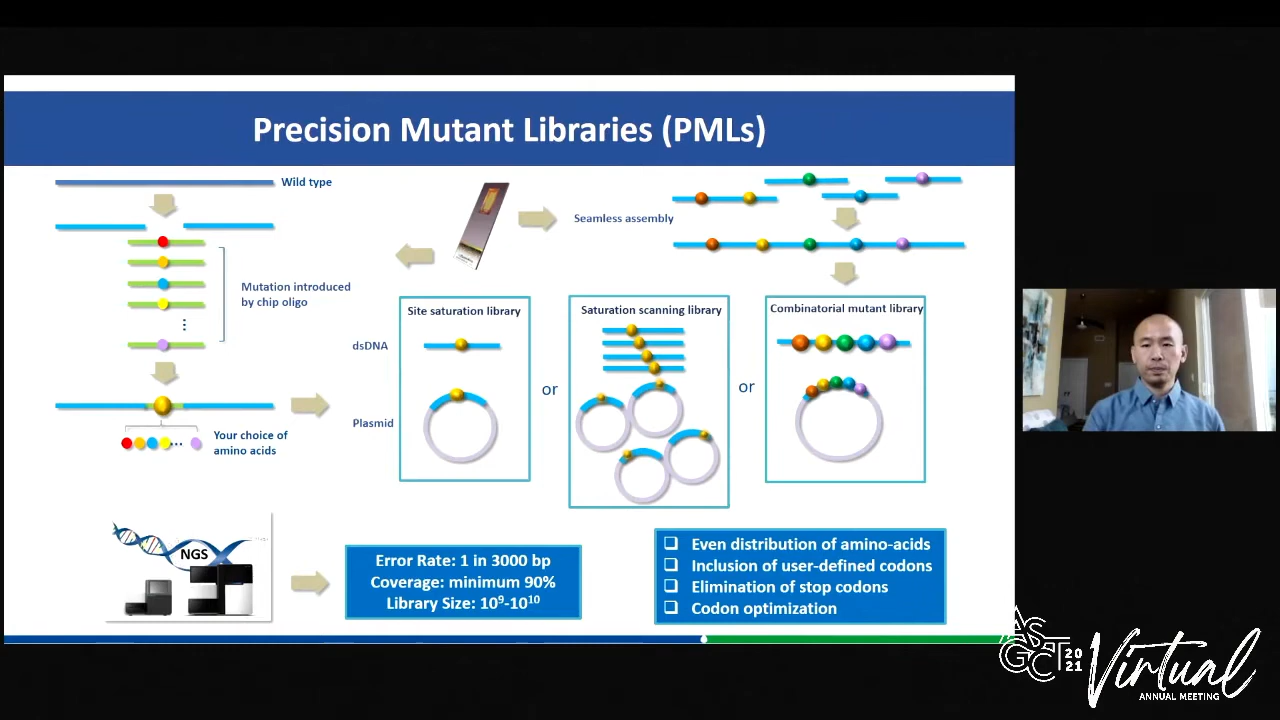 Precision Mutant Libraries (PMLs)
Wild type
Mutation introduced
by chip oligo
Your choice of
amino acids
Seamless assembly
dsDNA
Plasmid
Site saturation library
or
Saturation scanning library
or
Combinatorial mutant library
NGS
Error Rate: 1 in 3000 bp
Coverage: minimum 90%
Library Size: 10⁹-10¹⁰
❑ Even distribution of amino-acids
❑ Inclusion of user-defined codons
❑ Elimination of stop codons
❑ Codon optimization
ASGCT
2021
Virtual
ANNUAL MEETING